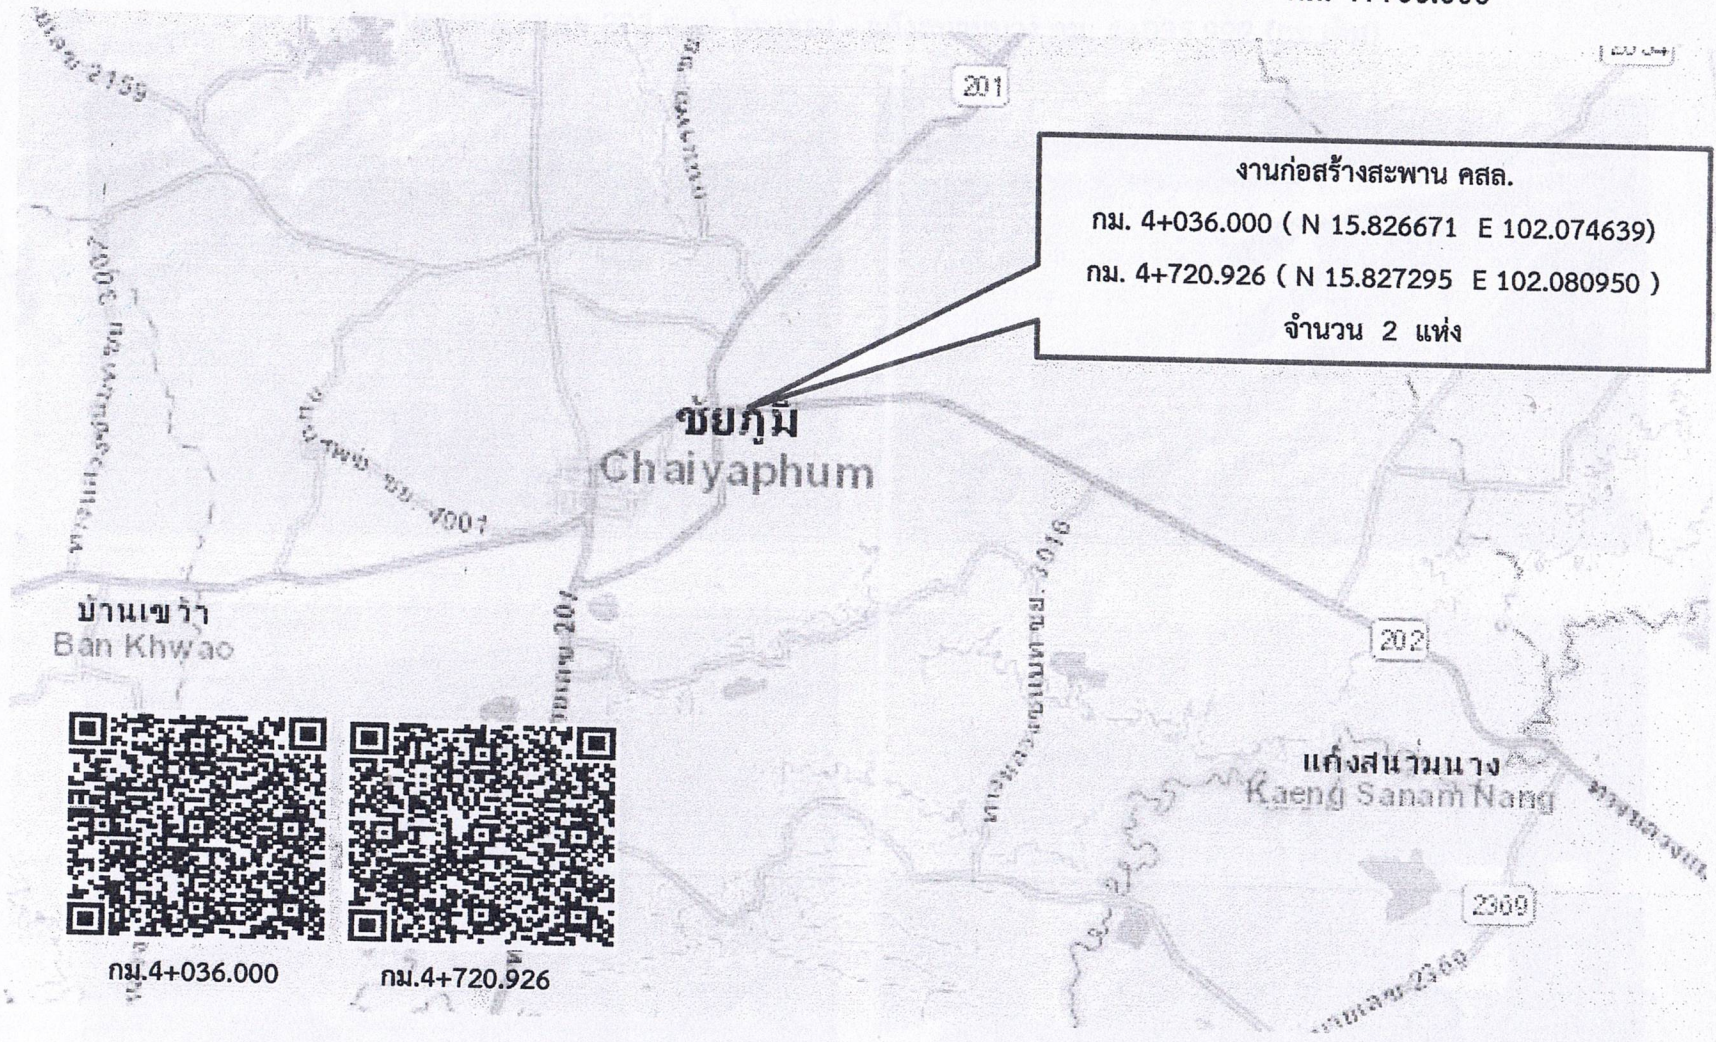 201
งานก่อสร้างสะพาน คสล.
กม. 4+036.000 ( N 15.826671 E 102.074639)
กม. 4+720.926 ( N 15.827295 E 102.080950 )
จำนวน 2 แห่ง
ชัยภูมิ
Chaiyaphum
บ้านเขว้า
Ban Khwao
202
แก้งสนามนาง
Kaeng Sanam Nang
2369
กม.4+036.000
กม.4+720.926